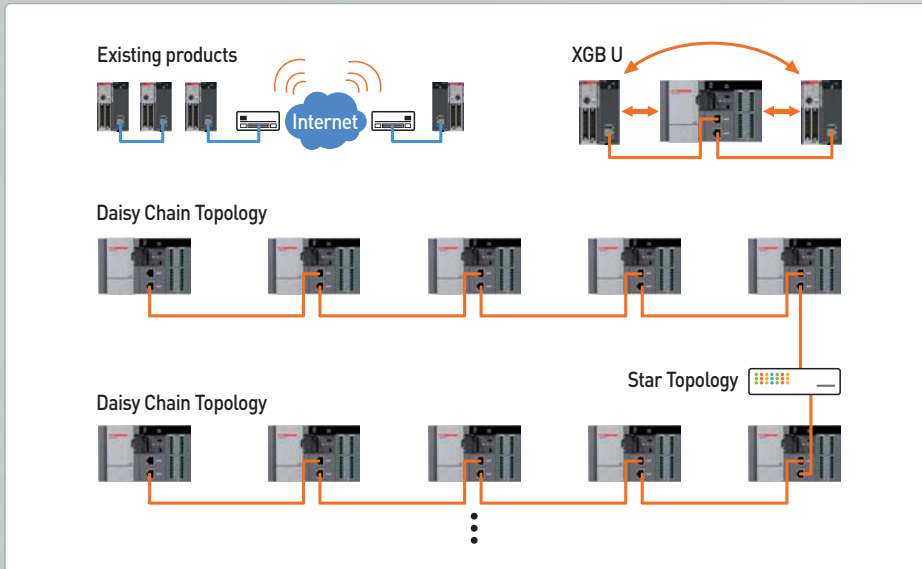 Existing products
XGB U
Internet
Daisy Chain Topology
Star Topology
Daisy Chain Topology